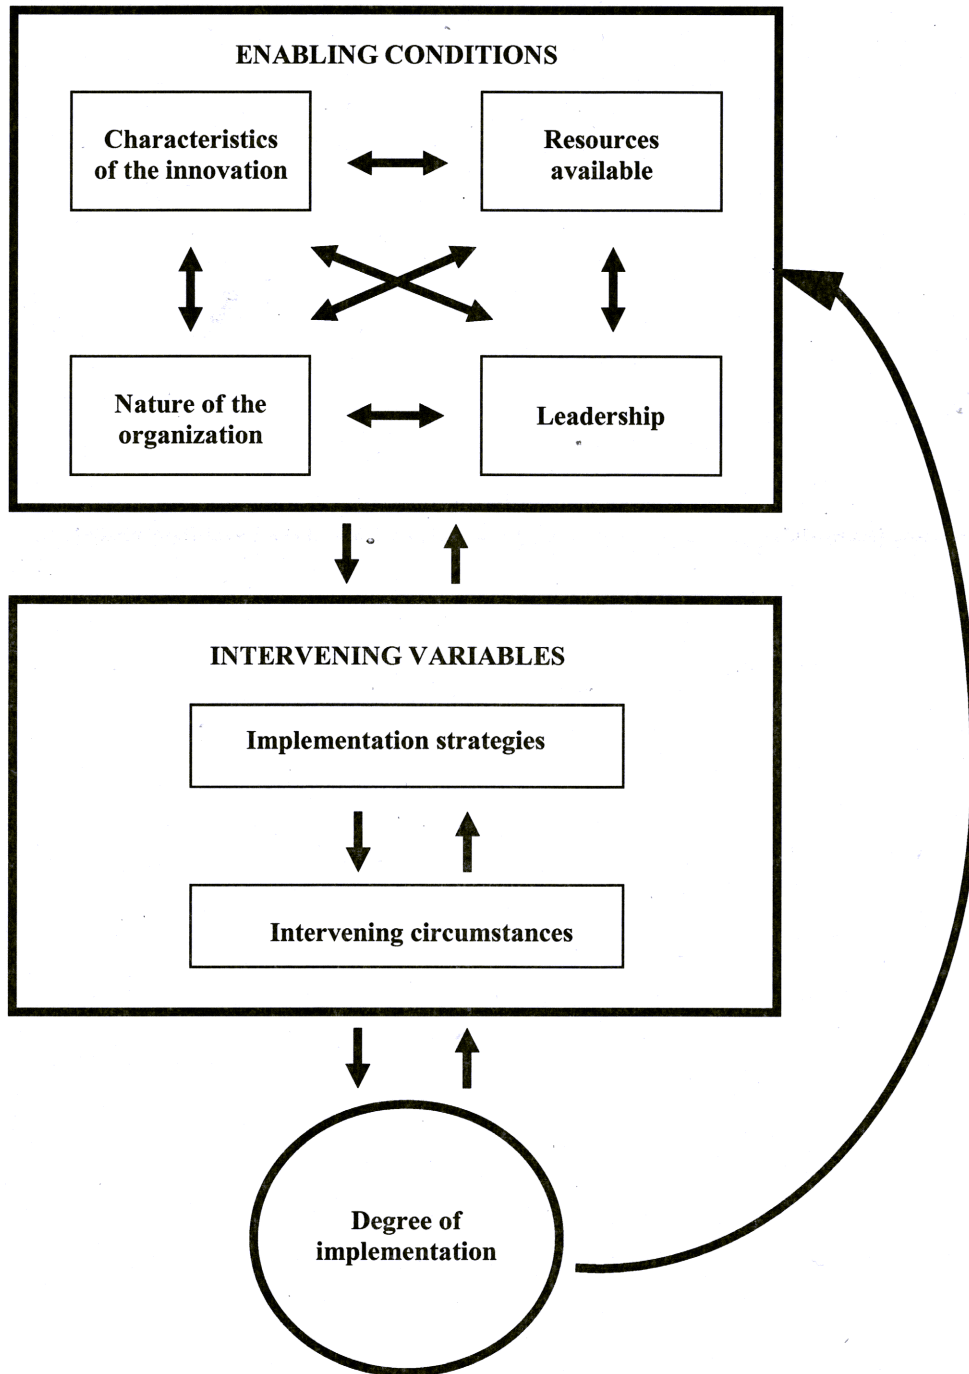 ENABLING CONDITIONS
Characteristics
of the innovation
Resources
available
Nature of the
organization
Leadership
INTERVENING VARIABLES
Implementation strategies
Intervening circumstances
Degree of
implementation